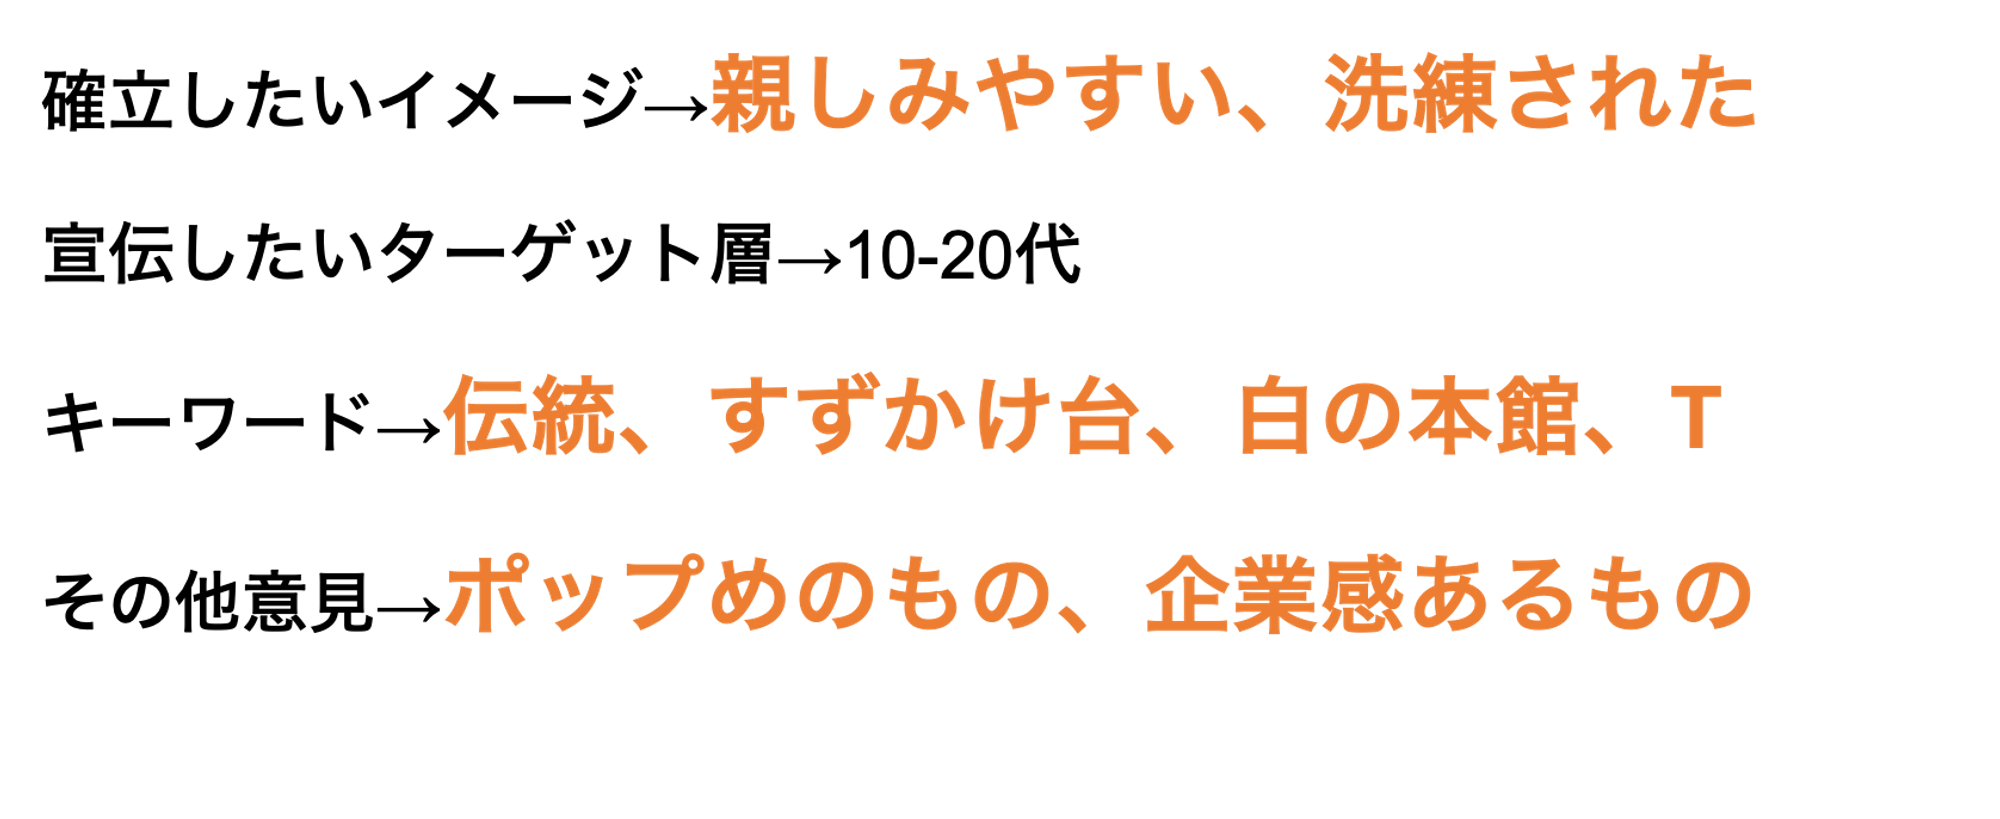 確立したいイメージ→親しみやすい、洗練された
宣伝したいターゲット層→10-20代
キーワード→伝統、すずかけ台、白の本館、T
その他意見→ポップめのもの、企業感あるもの